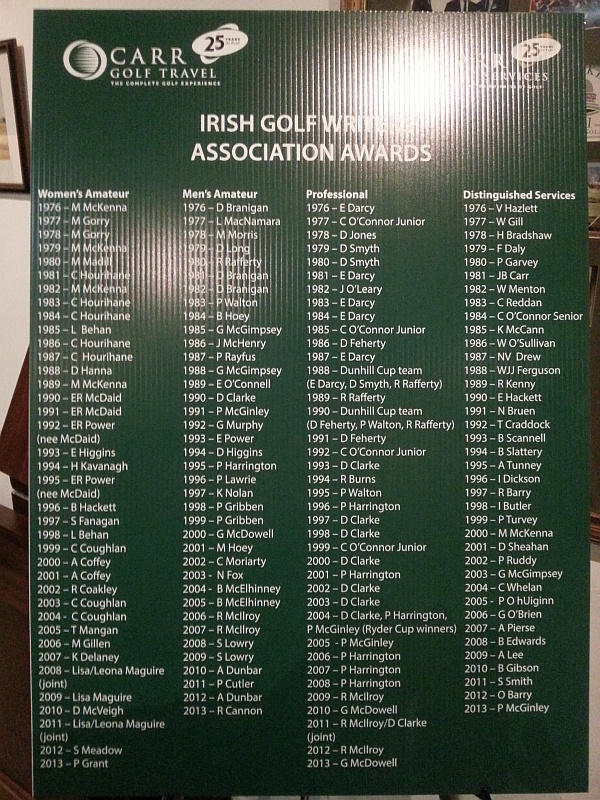 CARR
GOLF TRAVEL
THE COMPLETE GOLF EXPERIENCE
25 YEARS
25 YEARS
SERVICES
IRISH GOLF
ASSOCIATION AWARDS
Women's Amateur
1976 – M McKenna
1977 – M Gorry
1978 – M Gorry
1979 – M McKenna
1980 – M Madill
1981 – C Hourihane
1982 – M McKenna
1983 – C Hourihane
1984 – C Hourihane
1985 – L Behan
1986 – C Hourihane
1987 – C Hourihane
1988 – D Hanna
1989 – M McKenna
1990 – ER McDaid
1991 – ER McDaid
1992 – ER Power
(nee McDaid)
1993 – E Higgins
1994 – H Kavanagh
1995 – ER Power
(nee McDaid)
1996 – B Hackett
1997 – S Fanagan
1998 – L Behan
1999 – C Coughlan
2000 – A Coffey
2001 – A Coffey
2002 – R Coakley
2003 – C Coughlan
2004 - C Coughlan
2005 – T Mangan
2006 – M Gillen
2007 – K Delaney
2008 – Lisa/Leona Maguire
(joint)
2009 – Lisa Maguire
2010 – D McVeigh
2011 – Lisa/Leona Maguire
(joint)
2012 – S Meadow
2013 – P Grant
Men's Amateur
1976 – D Branigan
1977 – L MacNamara
1978 – M Morris
1979 – D Long
1980 – R Rafferty
1981 – D Branigan
1982 – D Branigan
1983 – P Walton
1984 – B Hoey
1985 – G McGimpsey
1986 – J McHenry
1987 – P Rayfus
1988 – G McGimpsey
1989 – E O'Connell
1990 – D Clarke
1991 – P McGinley
1992 – G Murphy
1993 – E Power
1994 – D Higgins
1995 – P Harrington
1996 – P Lawrie
1997 – K Nolan
1998 – P Gribben
1999 – P Gribben
2000 – G McDowell
2001 – M Hoey
2002 – C Moriarty
2003 - N Fox
2004 - B McElhinney
2005 – B McElhinney
2006 – R McIlroy
2007 – R McIlroy
2008 – S Lowry
2009 – S Lowry
2010 – A Dunbar
2011 – P Cutler
2012 – A Dunbar
2013 – R Cannon
Professional
1976 – E Darcy
1977 – C O'Connor Junior
1978 – D Jones
1979 – D Smyth
1980 – D Smyth
1981 – E Darcy
1982 – J O'Leary
1983 – E Darcy
1984 – E Darcy
1985 – C O'Connor Junior
1986 – D Feherty
1987 – E Darcy
1988 – Dunhill Cup team
(E Darcy, D Smyth, R Rafferty)
1989 – R Rafferty
1990 – Dunhill Cup team
(D Feherty, P Walton, R Rafferty)
1991 – D Feherty
1992 – C O'Connor Junior
1993 – D Clarke
1994 – R Burns
1995 – P Walton
1996 – P Harrington
1997 – D Clarke
1998 – D Clarke
1999 – C O'Connor Junior
2000 – D Clarke
2001 – P Harrington
2002 – D Clarke
2003 – D Clarke
2004 – D Clarke, P Harrington,
P McGinley (Ryder Cup winners)
2005 - P McGinley
2006 – P Harrington
2007 – P Harrington
2008 – P Harrington
2009 – R McIlroy
2010 – G McDowell
2011 – R McIlroy/D Clarke
(joint)
2012 – R McIlroy
2013 – G McDowell
Distinguished Services
1976 – V Hazlett
1977 – W Gill
1978 – H Bradshaw
1979 – F Daly
1980 – P Garvey
1981 – JB Carr
1982 – W Menton
1983 – C Reddan
1984 – C O'Connor Senior
1985 – K McCann
1986 – W O'Sullivan
1987 – NV Drew
1988 – WJJ Ferguson
1989 – R Kenny
1990 – E Hackett
1991 – N Bruen
1992 – T Craddock
1993 – B Scannell
1994 – B Slattery
1995 – A Tunney
1996 – I Dickson
1997 – R Barry
1998 – I Butler
1999 – P Turvey
2000 – M McKenna
2001 – D Sheahan
2002 – P Ruddy
2003 – G McGimpsey
2004 – C Whelan
2005 - P O hUiginn
2006 – G O'Brien
2007 – A Pierse
2008 – B Edwards
2009 – A Lee
2010 – B Gibson
2011 – S Smith
2012 – O Barry
2013 – P McGinley